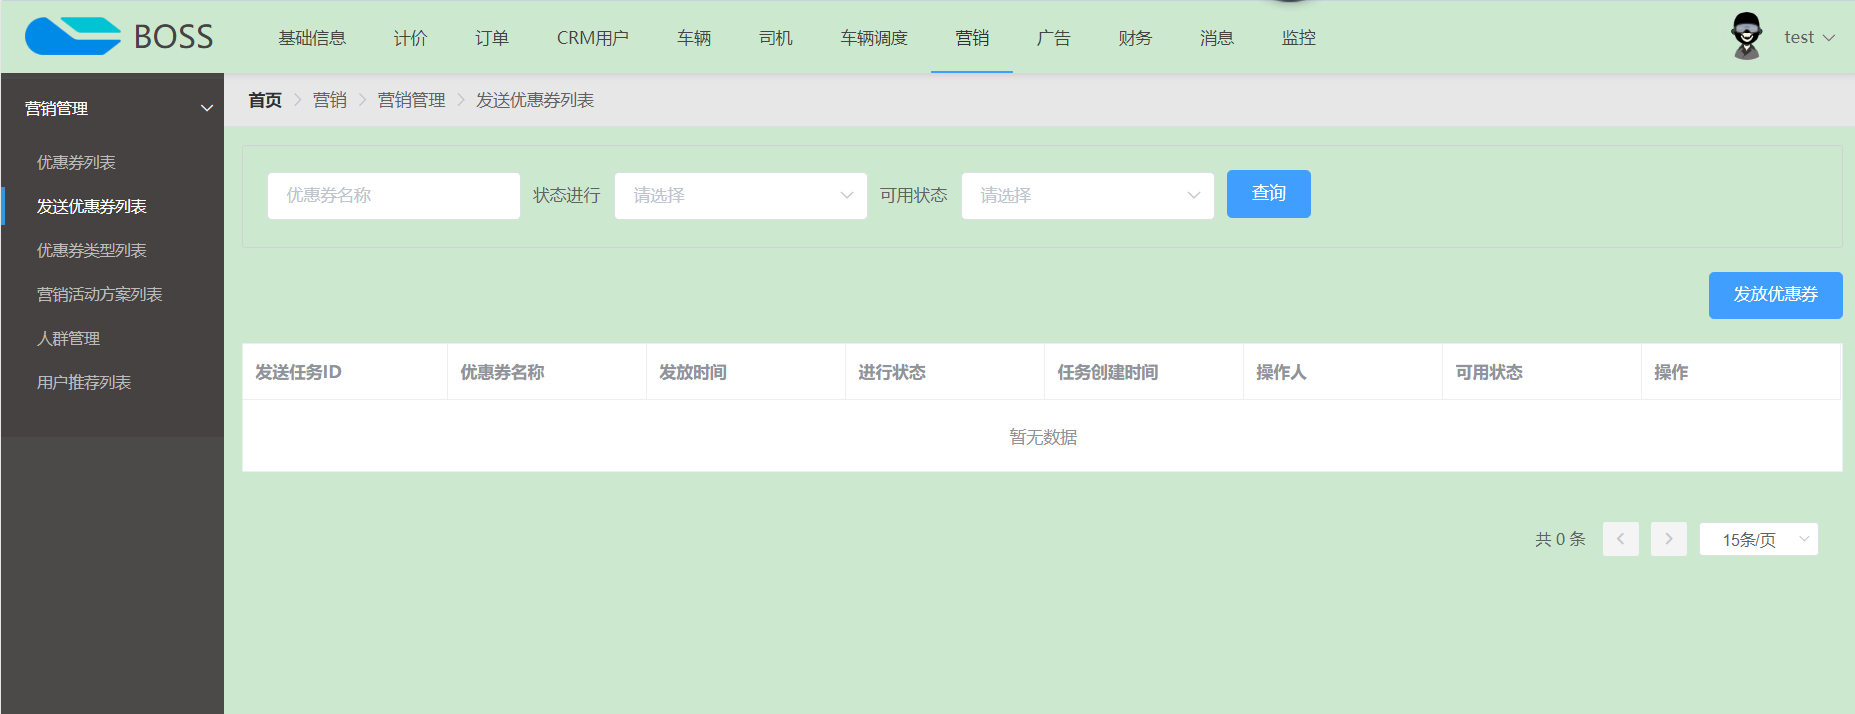 BOSS 基础信息 计价 订单 CRM用户 车辆 司机 车辆调度 营销 广告 财务 消息 监控 test
营销管理
优惠券列表
发送优惠券列表
优惠券类型列表
营销活动方案列表
人群管理
用户推荐列表
首页 > 营销 > 营销管理 > 发送优惠券列表
优惠券名称 状态进行 请选择 可用状态 请选择 查询
发放优惠券
发送任务ID 优惠券名称 发放时间 进行状态 任务创建时间 操作人 可用状态 操作
暂无数据
共 0 条 < > 15条/页